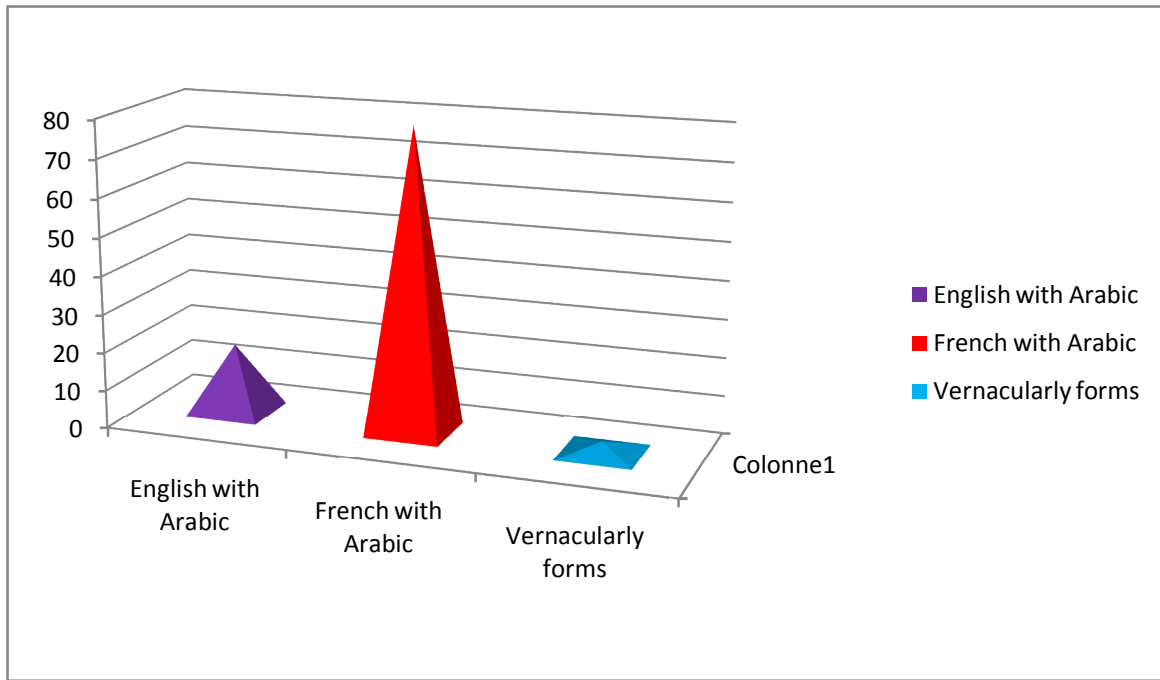 80
70
60
50
40
30
20
10
0
English with
Arabic
French with
Arabic
Vernacularly
forms
Colonne1
English with Arabic
French with Arabic
Vernacularly forms